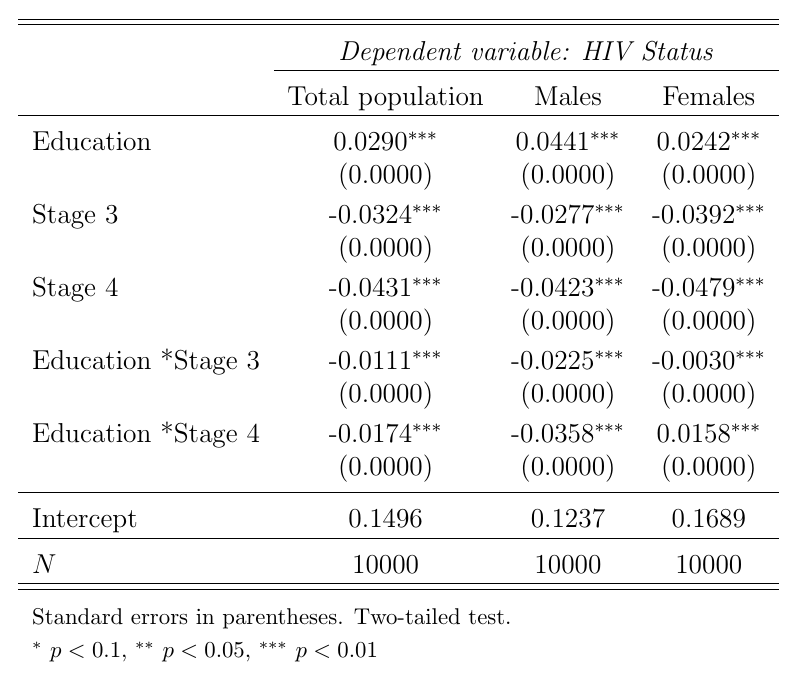 Dependent variable: HIV Status
Total population Males Females
Education 0.0290*** 0.0441*** 0.0242***
(0.0000) (0.0000) (0.0000)
Stage 3 -0.0324*** -0.0277*** -0.0392***
(0.0000) (0.0000) (0.0000)
Stage 4 -0.0431*** -0.0423*** -0.0479***
(0.0000) (0.0000) (0.0000)
Education *Stage 3 -0.0111*** -0.0225*** -0.0030***
(0.0000) (0.0000) (0.0000)
Education *Stage 4 -0.0174*** -0.0358*** 0.0158***
(0.0000) (0.0000) (0.0000)
Intercept 0.1496 0.1237 0.1689
N 10000 10000 10000
Standard errors in parentheses. Two-tailed test.
* p < 0.1, ** p < 0.05, *** p < 0.01